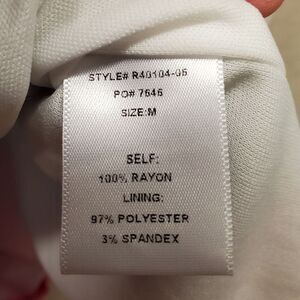 STYLE# R40104-05
PO# 7646
SIZE:M
SELF:
100% RAYON
LINING:
97% POLYESTER
3% SPANDEX